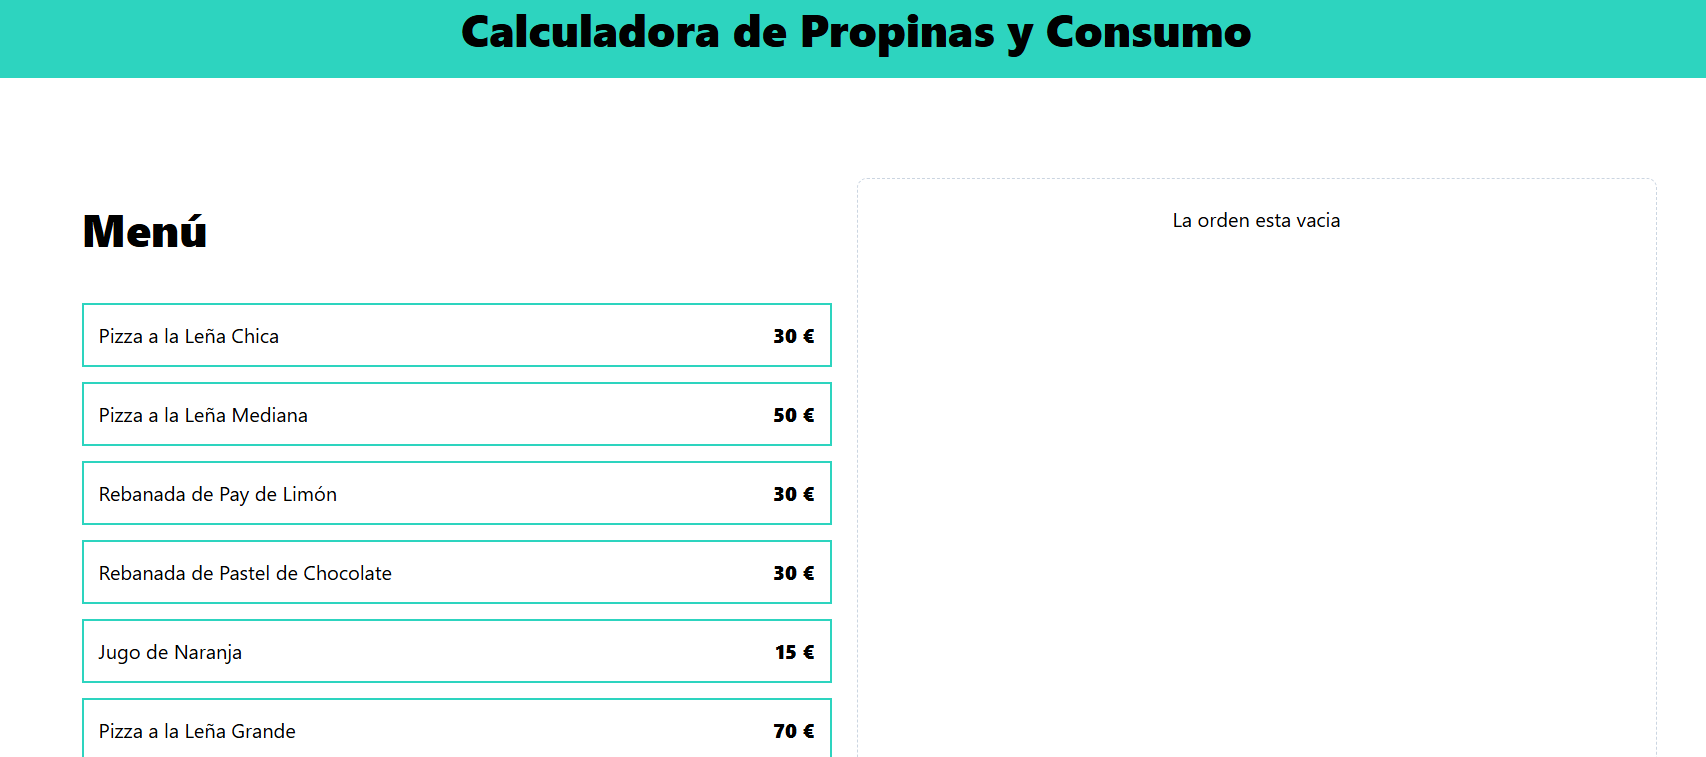 Calculadora de Propinas y Consumo
Menú
Pizza a la Leña Chica 30 €
Pizza a la Leña Mediana 50 €
Rebanada de Pay de Limón 30 €
Rebanada de Pastel de Chocolate 30 €
Jugo de Naranja 15 €
Pizza a la Leña Grande 70 €
La orden esta vacia